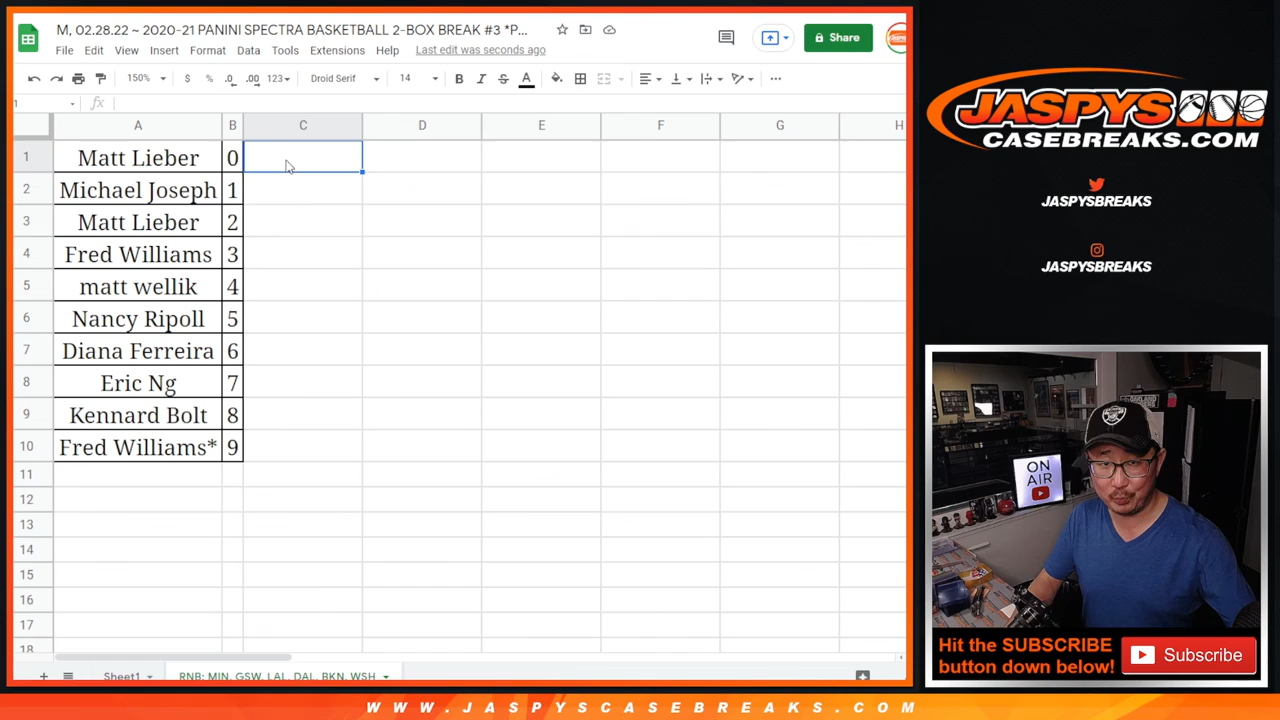 M, 02.28.22 ~ 2020-21 PANINI SPECTRA BASKETBALL 2-BOX BREAK #3 *P...
File Edit View Insert Format Data Tools Extensions Help Last edit was seconds ago
Share
150% $ % .0 .00 123 Droid Serif 14 B I S A
1 fx
A B C D E F G H
1 Matt Lieber 0
2 Michael Joseph 1
3 Matt Lieber 2
4 Fred Williams 3
5 matt wellik 4
6 Nancy Ripoll 5
7 Diana Ferreira 6
8 Eric Ng 7
9 Kennard Bolt 8
10 Fred Williams* 9
11
12
13
14
15
16
17
18
Sheet1 RNB: MIN, GSW, LAL, DAL, BKN, WSH
JASPYS
CASEBREAKS.COM
JASPYSBREAKS
JASPYSBREAKS
ON
AIR
Hit the SUBSCRIBE
button down below!
Subscribe
WWW.JASPYSCASEBREAKS.COM